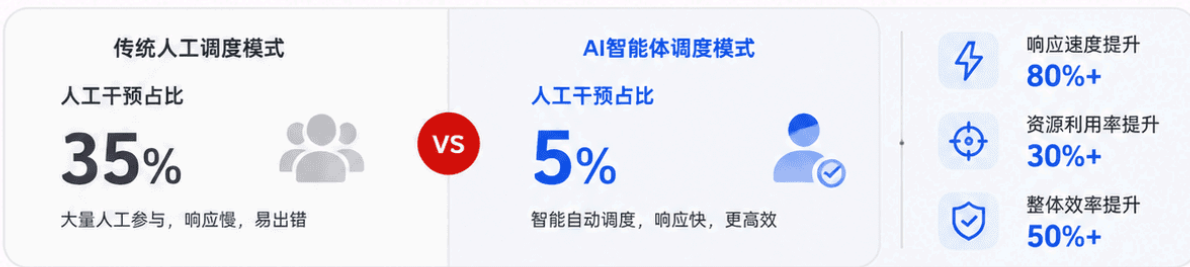 传统人工调度模式
人工干预占比
35%
大量人工参与，响应慢，易出错
VS
AI智能体调度模式
人工干预占比
5%
智能自动调度，响应快，更高效
响应速度提升
80%+
资源利用率提升
30%+
整体效率提升
50%+